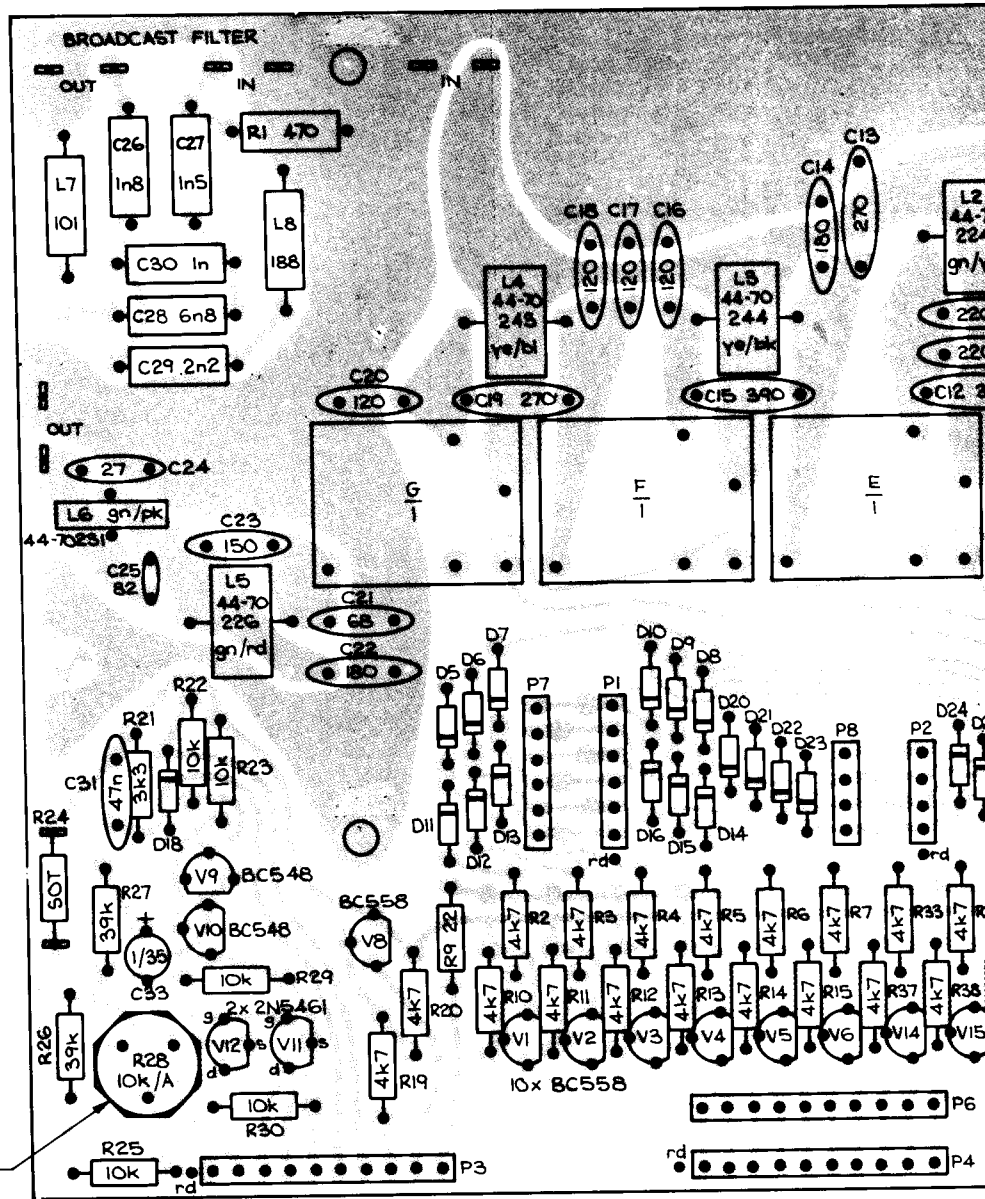 BROADCAST FILTER
OUT
IN
IN
R1 470
C26
1n8
C27
1n5
L7
101
L8
188
C30 1n
C28 6n8
C29 2n2
C18
120
C17
120
C16
120
C14
180
C13
270
L4
44-70
L3
44-70
244
ye/bk
ye/bl
L2
44-7
224
220
220
C20
120
C19 270
C15 390
C12
OUT
27
C24
L6 gn/pk
44-70231
C25
82
C23
150
L5
44-70
226
gn/rd
C21
68
C22
180
G
1
F
1
E
1
D5
D6
D7
P7
P1
D10
D9
D8
D20
D21
D22
D23
P8
P2
D24
D11
D12
D13
D16
D15
D14
rd
rd
R22
10k
R21
3k3
10k
R23
C31
47n
D18
R24
SOT
R27
39k
V9
BC548
V10
BC548
BC558
V8
R9 22
4k7
R2
4k7
R3
4k7
R4
4k7
R5
4k7
R6
4k7
R7
4k7
R33
4k7
1/35
+
C33
10k
R29
4k7
R20
4k7
R10
4k7
R11
4k7
R12
4k7
R13
4k7
R14
4k7
R15
4k7
R37
4k7
R38
R26
39k
R28
10k/A
2x 2N5461
g
V12
s
d
g
V11
s
d
4k7
R19
V1
V2
V3
V4
V5
V6
V14
V15
10x BC558
10k
R30
P6
R25
10k
rd
P3
rd
P4